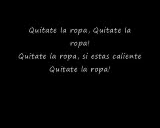 Quitate la ropa, Quitate la
ropa!
Quitate la ropa, si estas caliente
Quitate la ropa!